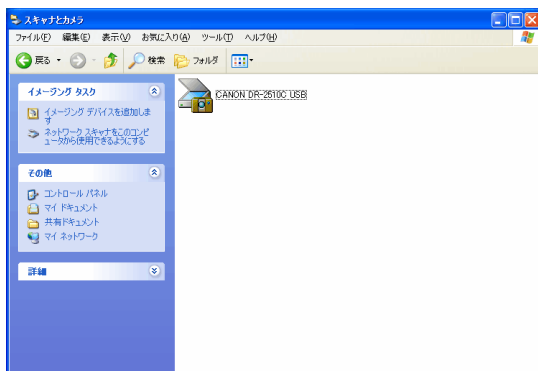 スキャナとカメラ
ファイル(F) 編集(E) 表示(V) お気に入り(A) ツール(T) ヘルプ(H)
戻る 検索 フォルダ
イメージング タスク
イメージング デバイスを追加しま
す
ネットワーク スキャナをこのコンピ
ュータから使用できるようにする
その他
コントロール パネル
マイ ドキュメント
共有ドキュメント
マイ ネットワーク
詳細
CANON DR-2510C USB